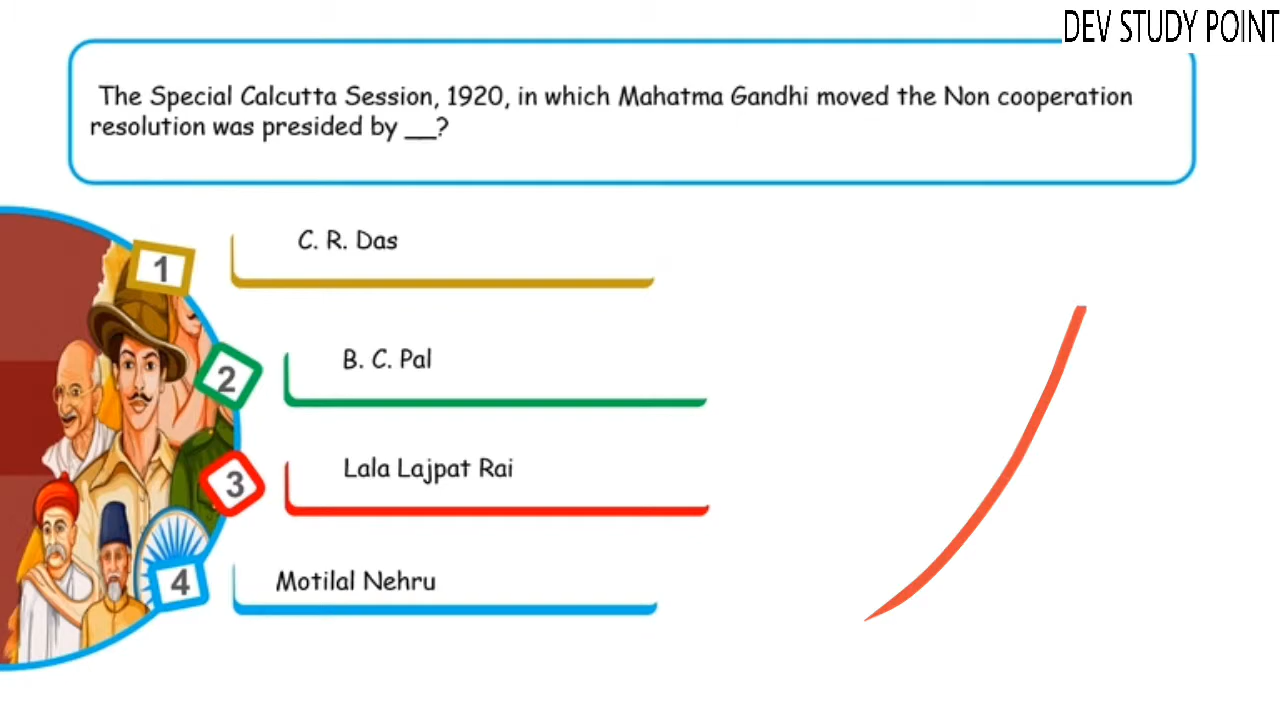 DEV STUDY POINT
The Special Calcutta Session, 1920, in which Mahatma Gandhi moved the Non cooperation
resolution was presided by __?
1
C. R. Das
2
B. C. Pal
3
Lala Lajpat Rai
4
Motilal Nehru